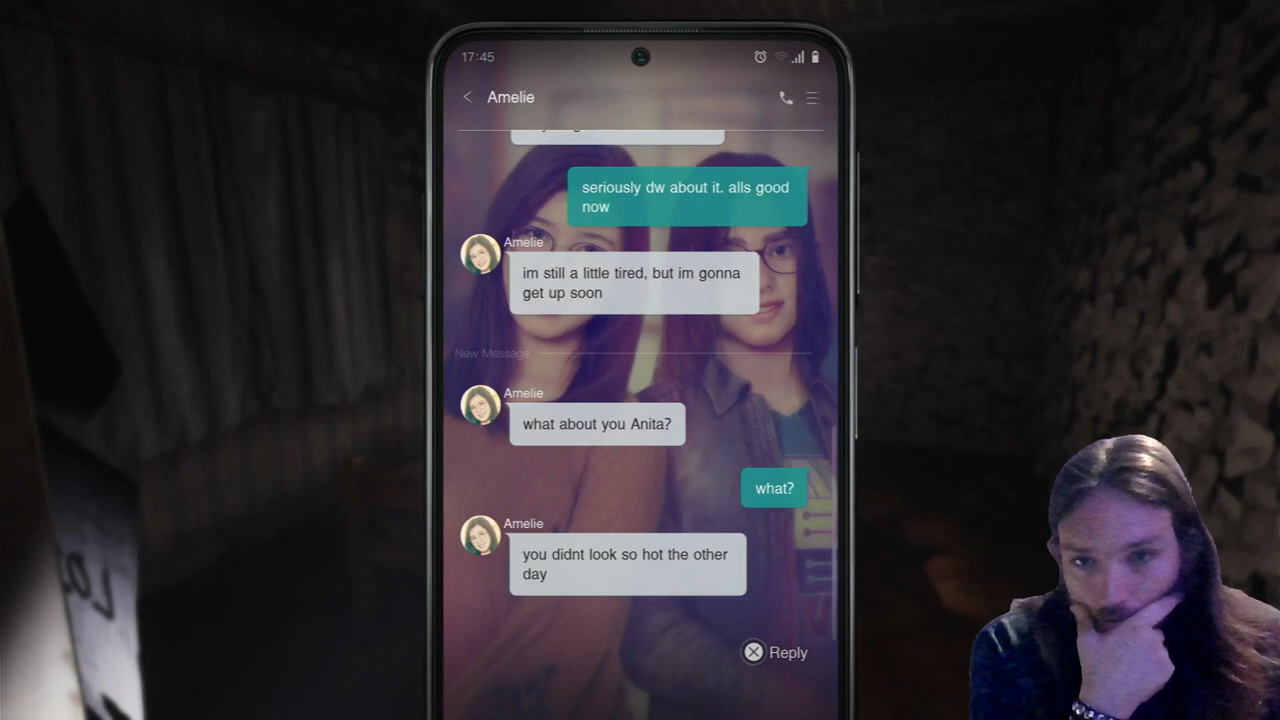 17:45
Amelie
seriously dw about it. alls good
now
Amelie
im still a little tired, but im gonna
get up soon
New Message
Amelie
what about you Anita?
what?
Amelie
you didnt look so hot the other
day
Reply